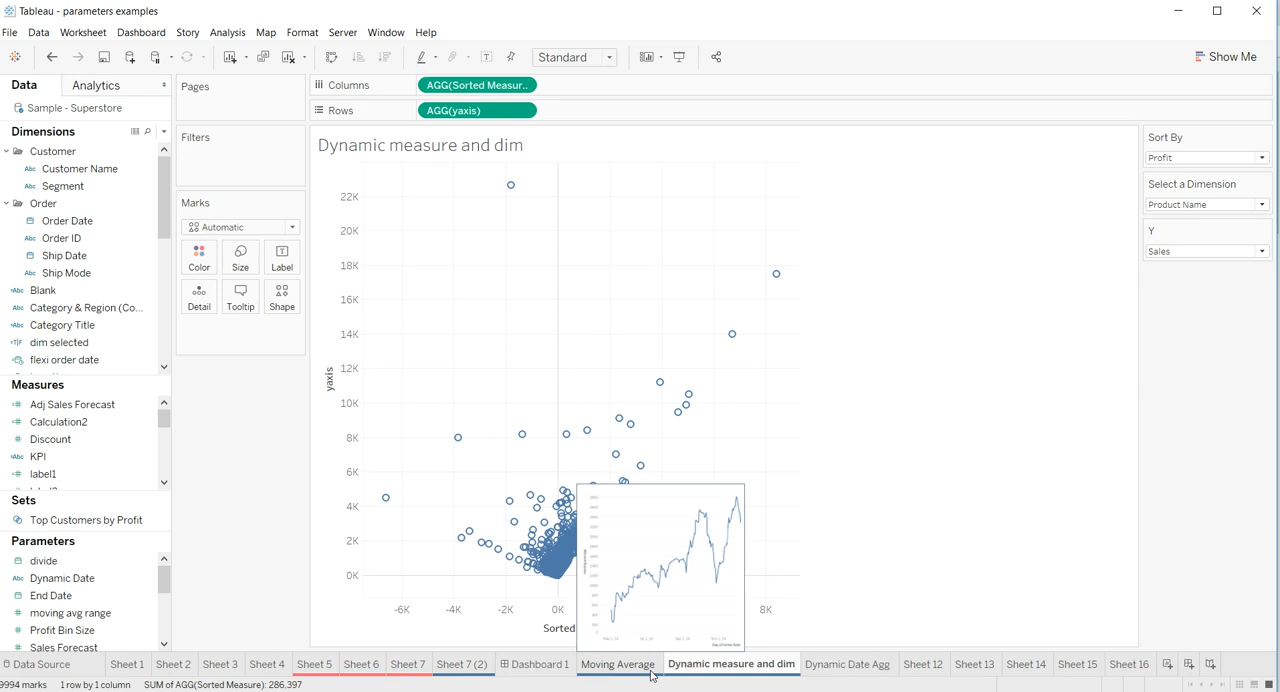 Tableau - parameters examples
File Data Worksheet Dashboard Story Analysis Map Format Server Window Help
Standard
Show Me
Data Analytics
Sample - Superstore
Dimensions
Customer
Abc Customer Name
Abc Segment
Order
Order Date
Abc Order ID
Ship Date
Abc Ship Mode
Abc Blank
Abc Category & Region (Co...
Abc Category Title
T|F dim selected
flexi order date
Measures
Adj Sales Forecast
Calculation2
Discount
Abc KPI
label1
Sets
Top Customers by Profit
Parameters
divide
Abc Dynamic Date
End Date
moving avg range
Profit Bin Size
Sales Forecast
Pages
Filters
Marks
Automatic
Color Size Label
Detail Tooltip Shape
Columns AGG(Sorted Measur..
Rows AGG(yaxis)
Dynamic measure and dim
22K
20K
18K
16K
14K
12K
10K
8K
6K
4K
2K
0K
yaxis
-6K -4K -2K 0K 8K
Sorted
Sort By
Profit
Select a Dimension
Product Name
Y
Sales
Data Source Sheet 1 Sheet 2 Sheet 3 Sheet 4 Sheet 5 Sheet 6 Sheet 7 Sheet 7 (2) Dashboard 1 Moving Average Dynamic measure and dim Dynamic Date Agg Sheet 12 Sheet 13 Sheet 14 Sheet 15 Sheet 16
9994 marks 1 row by 1 column SUM of AGG(Sorted Measure): 286,397